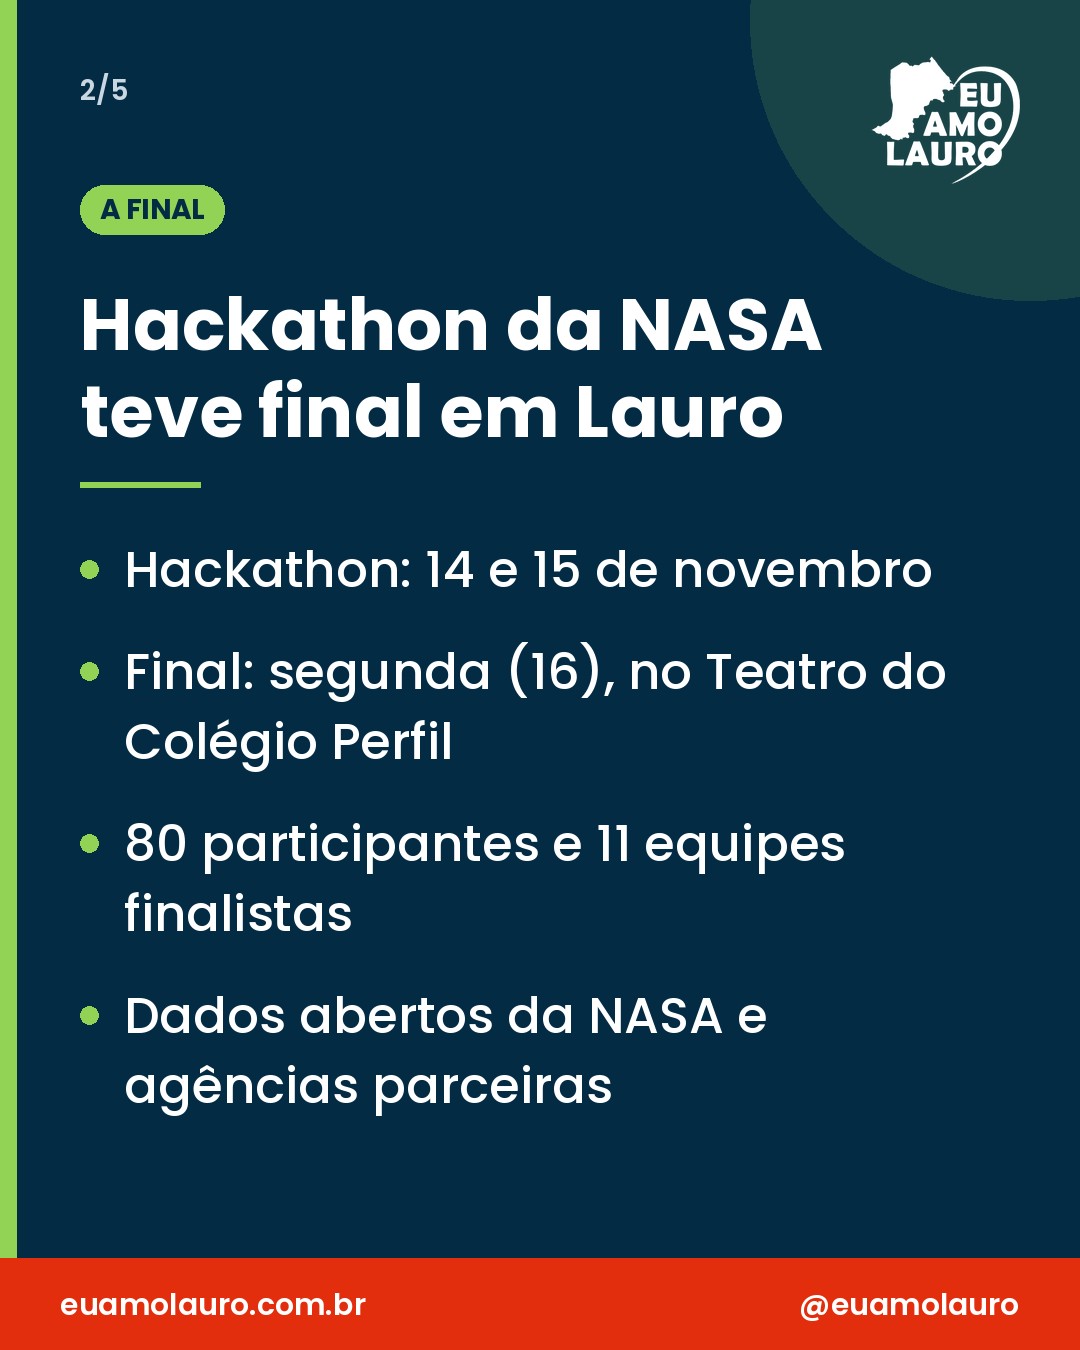 2/5
EU
AMO
LAURO
A FINAL
Hackathon da NASA
teve final em Lauro
Hackathon: 14 e 15 de novembro
Final: segunda (16), no Teatro do
Colégio Perfil
80 participantes e 11 equipes
finalistas
Dados abertos da NASA e
agências parceiras
euamolauro.com.br
@euamolauro